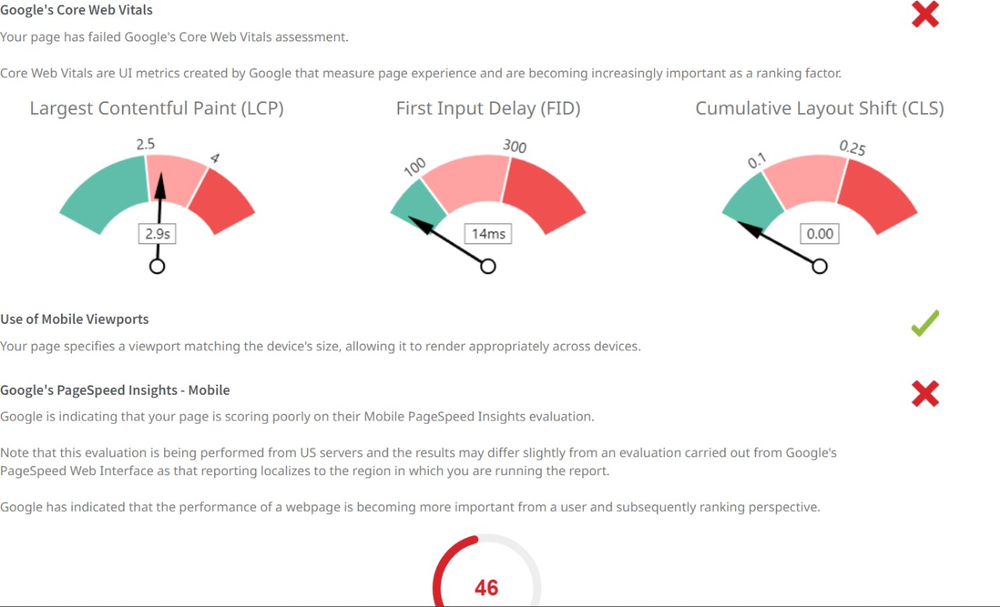 Google's Core Web Vitals
Your page has failed Google's Core Web Vitals assessment.
Core Web Vitals are UI metrics created by Google that measure page experience and are becoming increasingly important as a ranking factor.
Largest Contentful Paint (LCP)
2.5
4
2.9s
First Input Delay (FID)
100
300
14ms
Cumulative Layout Shift (CLS)
0.1
0.25
0.00
Use of Mobile Viewports
Your page specifies a viewport matching the device's size, allowing it to render appropriately across devices.
Google's PageSpeed Insights - Mobile
Google is indicating that your page is scoring poorly on their Mobile PageSpeed Insights evaluation.
Note that this evaluation is being performed from US servers and the results may differ slightly from an evaluation carried out from Google's
PageSpeed Web Interface as that reporting localizes to the region in which you are running the report.
Google has indicated that the performance of a webpage is becoming more important from a user and subsequently ranking perspective.
46